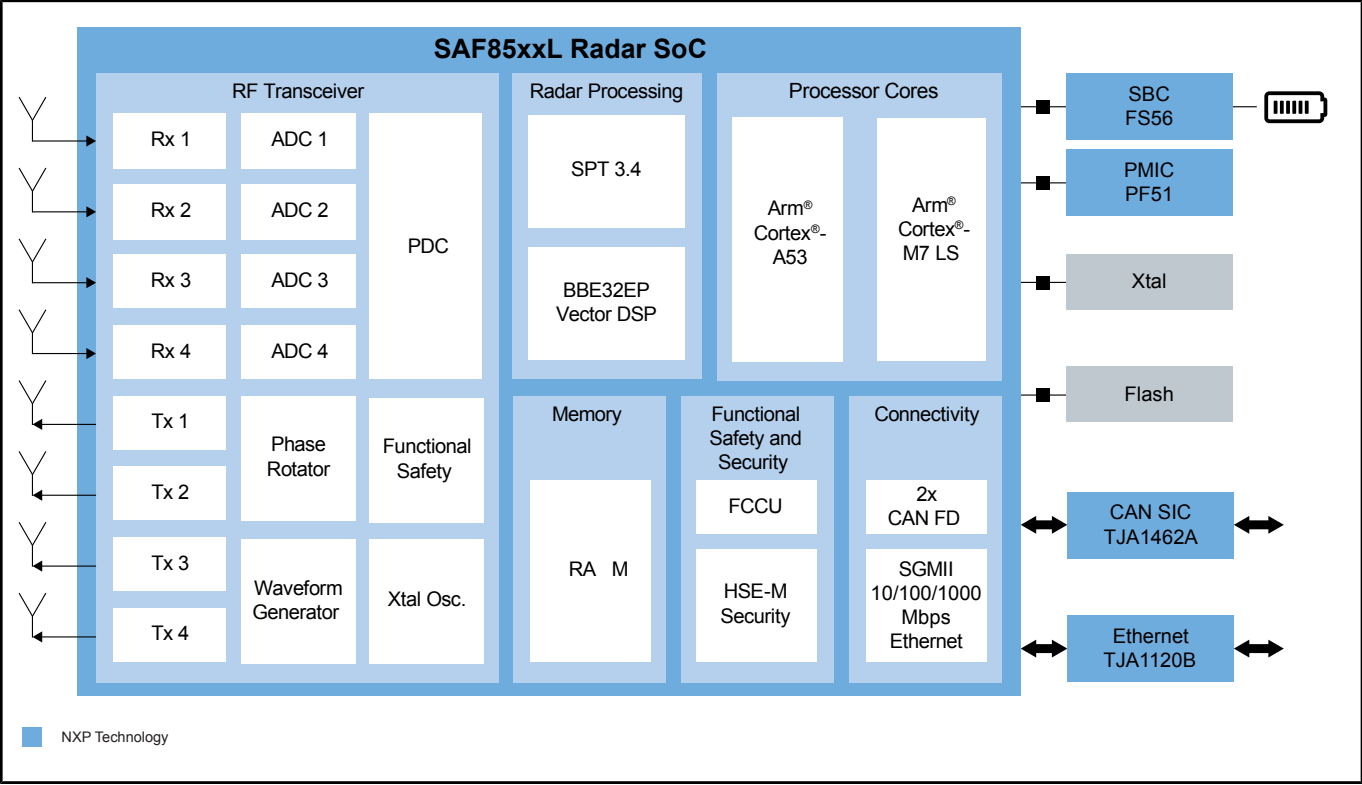 SAF85xxL Radar SoC
RF Transceiver
Rx 1
ADC 1
Rx 2
ADC 2
Rx 3
ADC 3
Rx 4
ADC 4
PDC
Tx 1
Tx 2
Tx 3
Tx 4
Phase
Rotator
Functional
Safety
Waveform
Generator
Xtal Osc.
Radar Processing
SPT 3.4
BBE32EP
Vector DSP
Processor Cores
Arm®
Cortex®-
A53
Arm®
Cortex®-
M7 LS
Memory
RA M
Functional
Safety and
Security
FCCU
HSE-M
Security
Connectivity
2x
CAN FD
SGMII
10/100/1000
Mbps
Ethernet
SBC
FS56
PMIC
PF51
Xtal
Flash
CAN SIC
TJA1462A
Ethernet
TJA1120B
NXP Technology